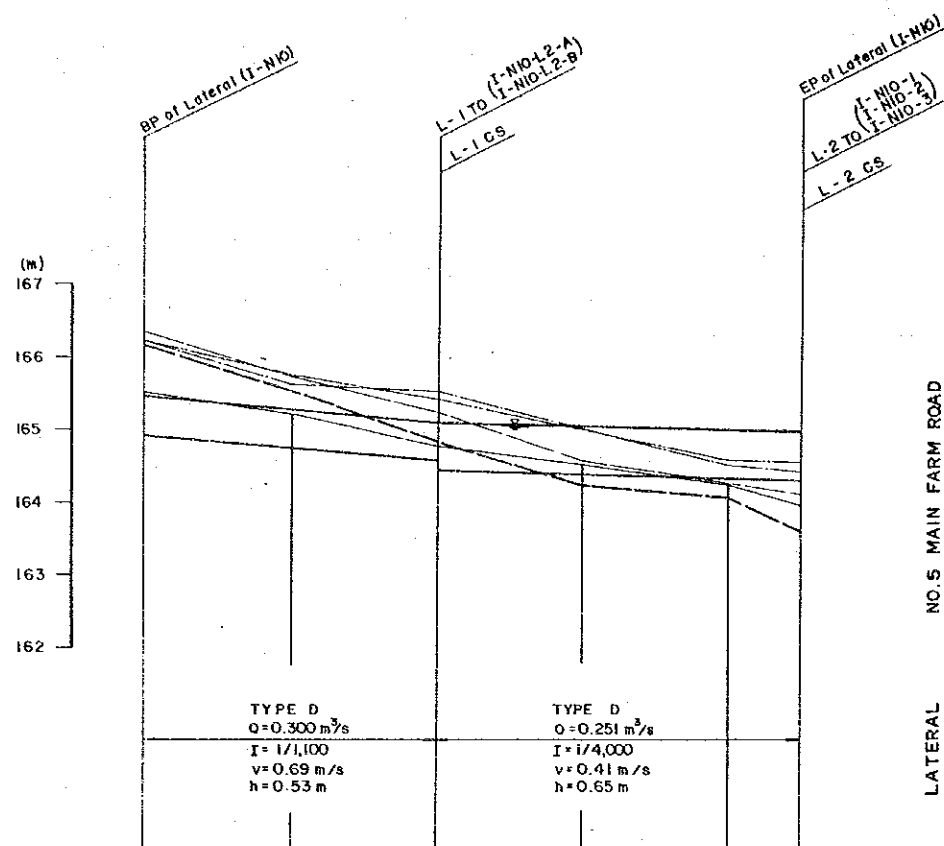 BP of Lateral (I-N10)
L-1 TO (I-N10-L2-A
I-N10-L2-B)
L-1 CS
EP of Lateral (I-N10)
L-2 TO (I-N10-1
I-N10-2
I-N10-3)
L-2 CS
(m)
167
166
165
164
163
162
TYPE D
Q=0.300 m³/s
I=1/1,100
v=0.69 m/s
h=0.53 m
TYPE D
Q=0.251 m³/s
I=1/4,000
v=0.41 m/s
h=0.65 m
NO.5 MAIN FARM ROAD
LATERAL